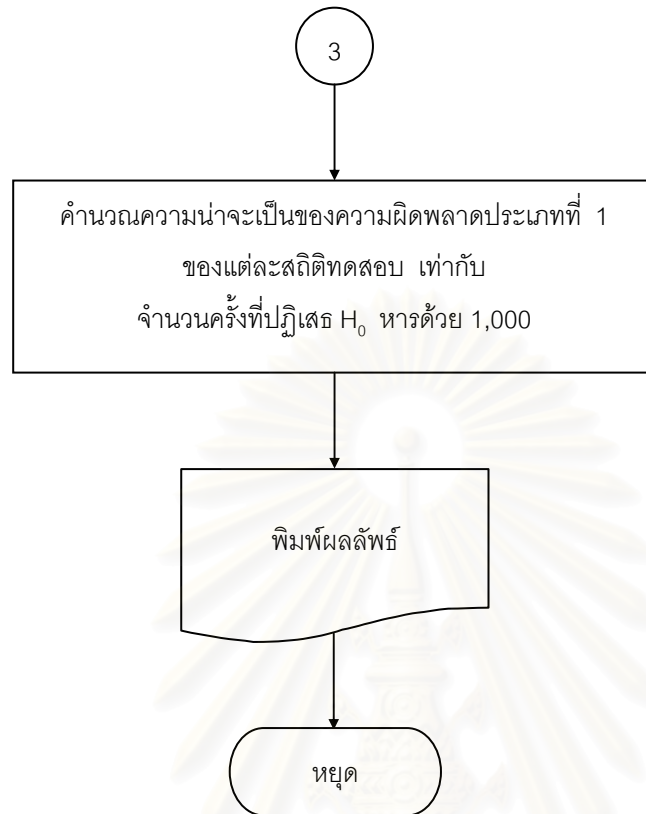 3
คำนวณความน่าจะเป็นของความผิดพลาดประเภทที่ 1
ของแต่ละสถิติทดสอบ เท่ากับ
จำนวนครั้งที่ปฏิเสธ H₀ หารด้วย 1,000
พิมพ์ผลลัพธ์
หยุด